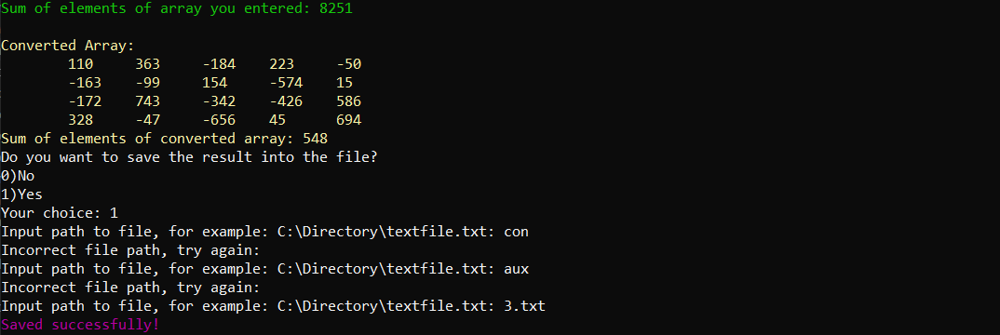 Sum of elements of array you entered: 8251
Converted Array:
110 363 -184 223 -50
-163 -99 154 -574 15
-172 743 -342 -426 586
328 -47 -656 45 694
Sum of elements of converted array: 548
Do you want to save the result into the file?
0)No
1)Yes
Your choice: 1
Input path to file, for example: C:\Directory\textfile.txt: con
Incorrect file path, try again:
Input path to file, for example: C:\Directory\textfile.txt: aux
Incorrect file path, try again:
Input path to file, for example: C:\Directory\textfile.txt: 3.txt
Saved successfully!